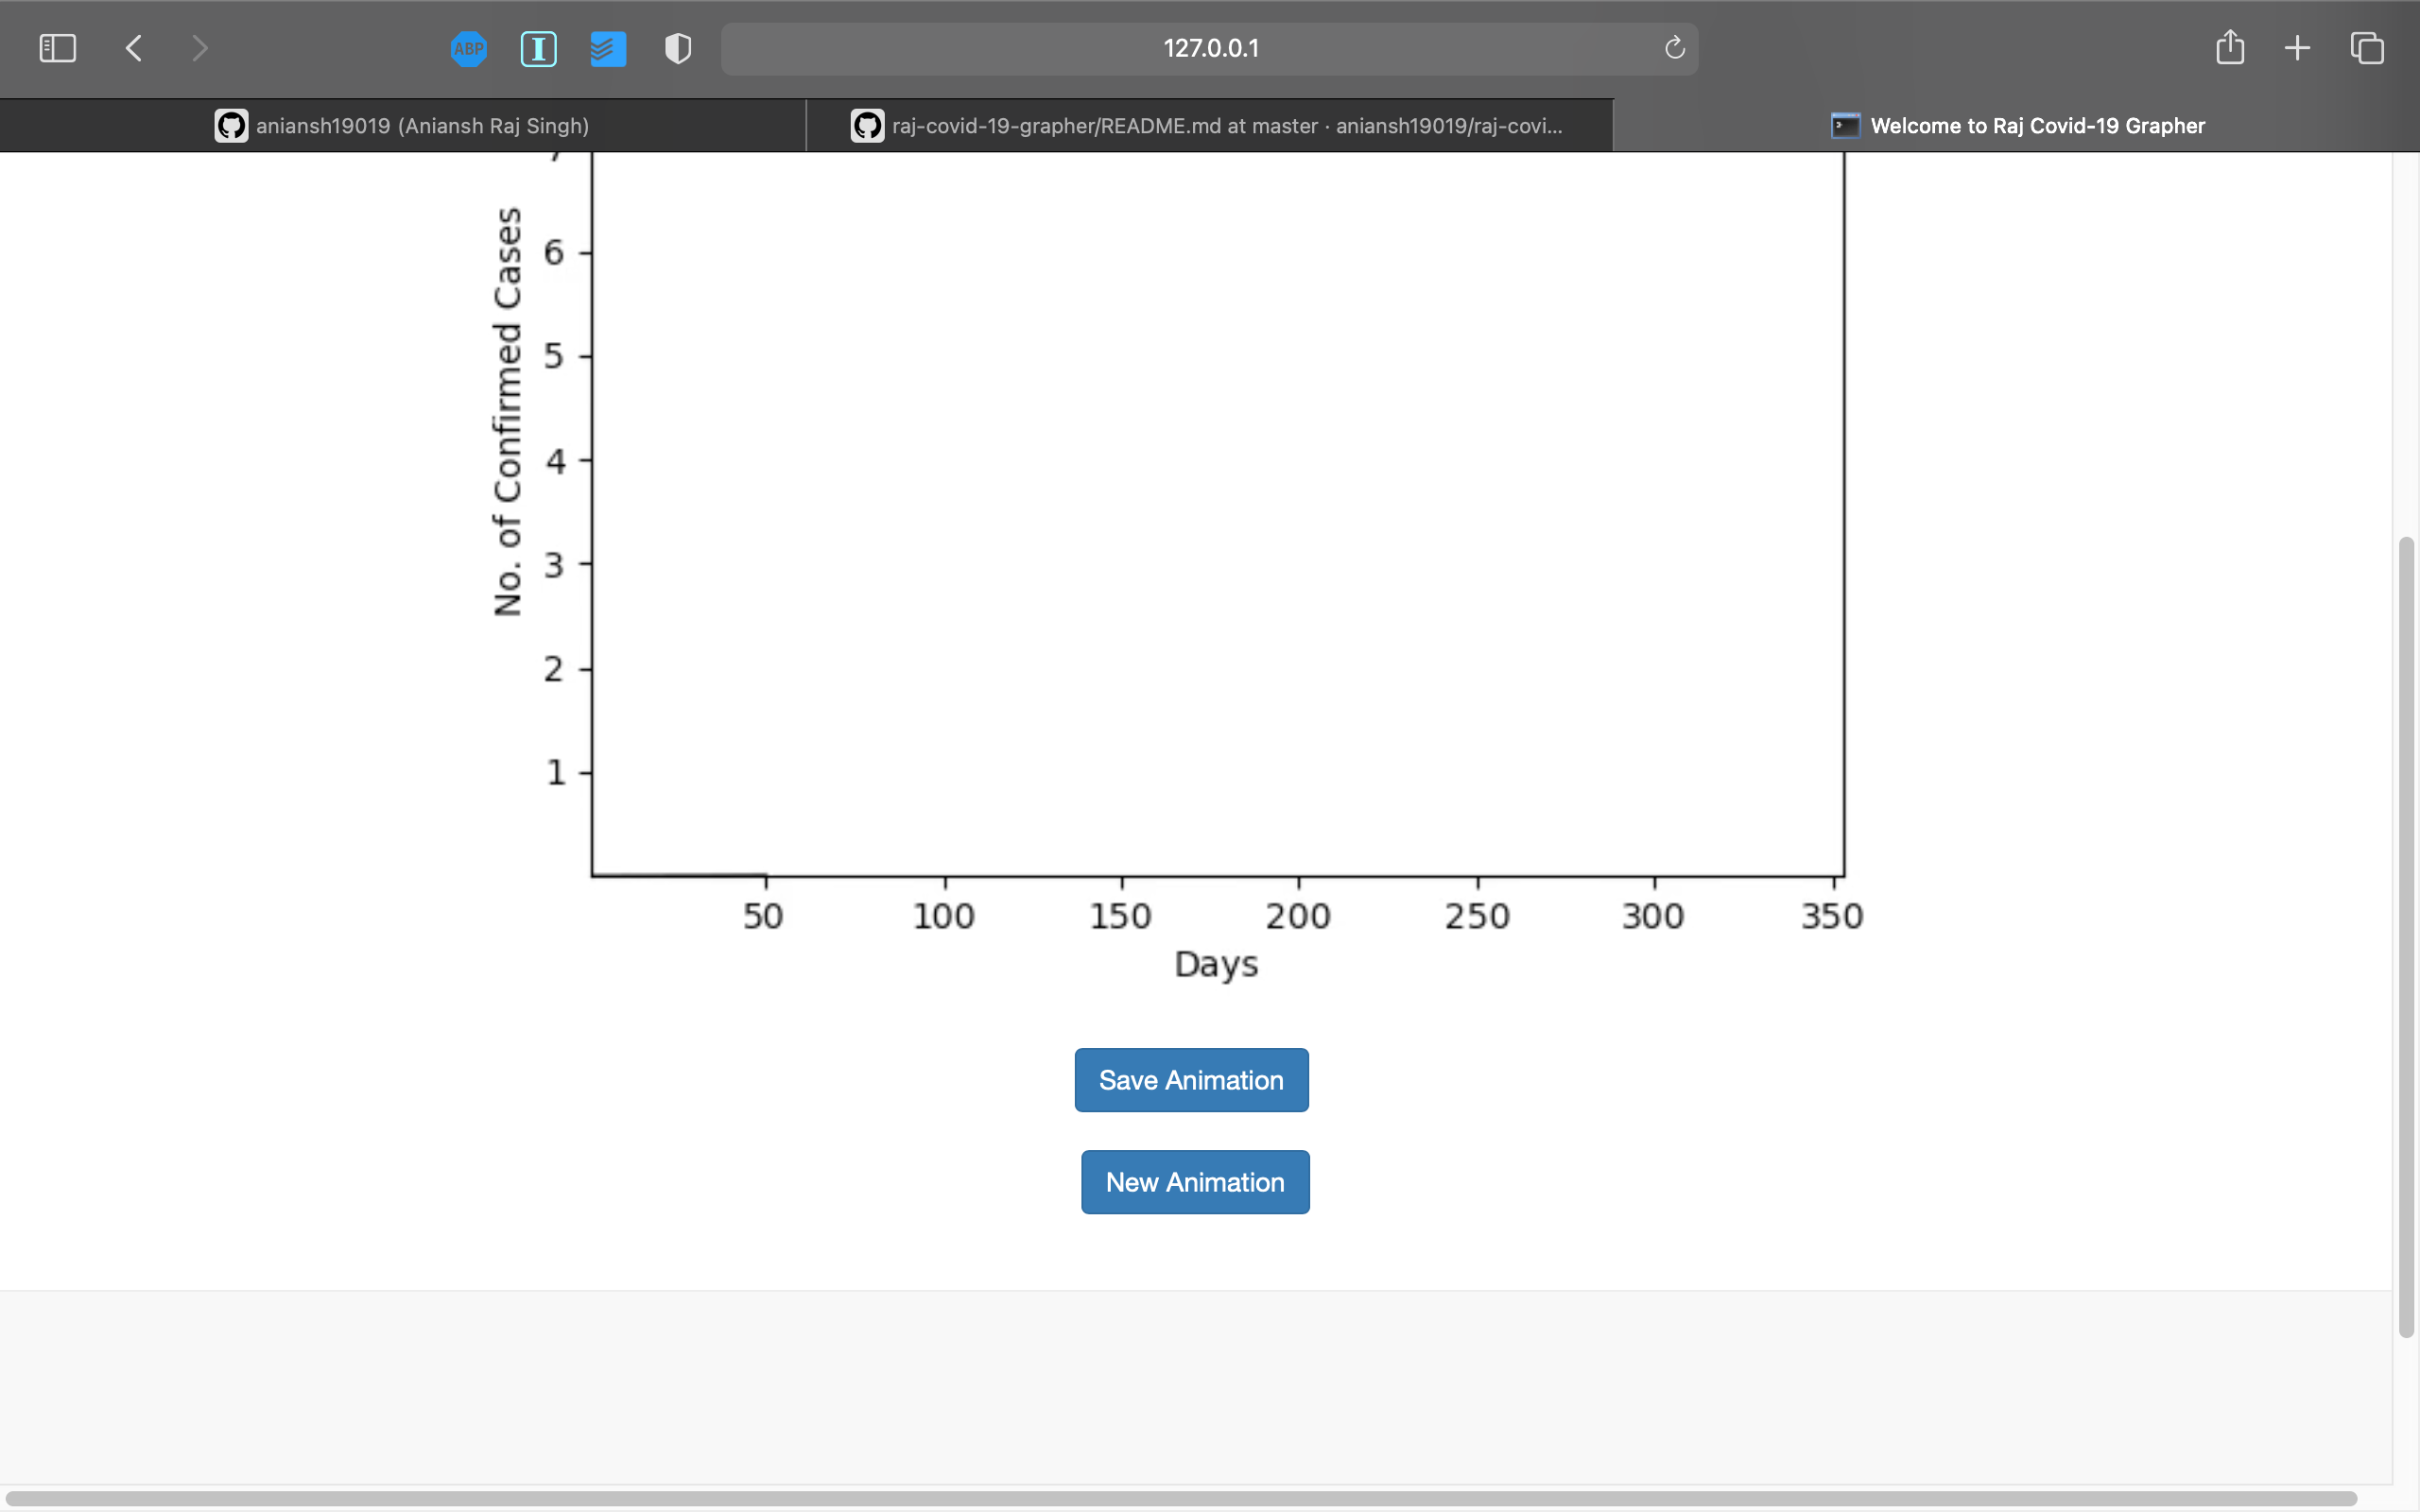 127.0.0.1
ABP
I
aniansh19019 (Aniansh Raj Singh)
raj-covid-19-grapher/README.md at master · aniansh19019/raj-covi...
Welcome to Raj Covid-19 Grapher
No. of Confirmed Cases
6
5
4
3
2
1
50 100 150 200 250 300 350
Days
Save Animation
New Animation